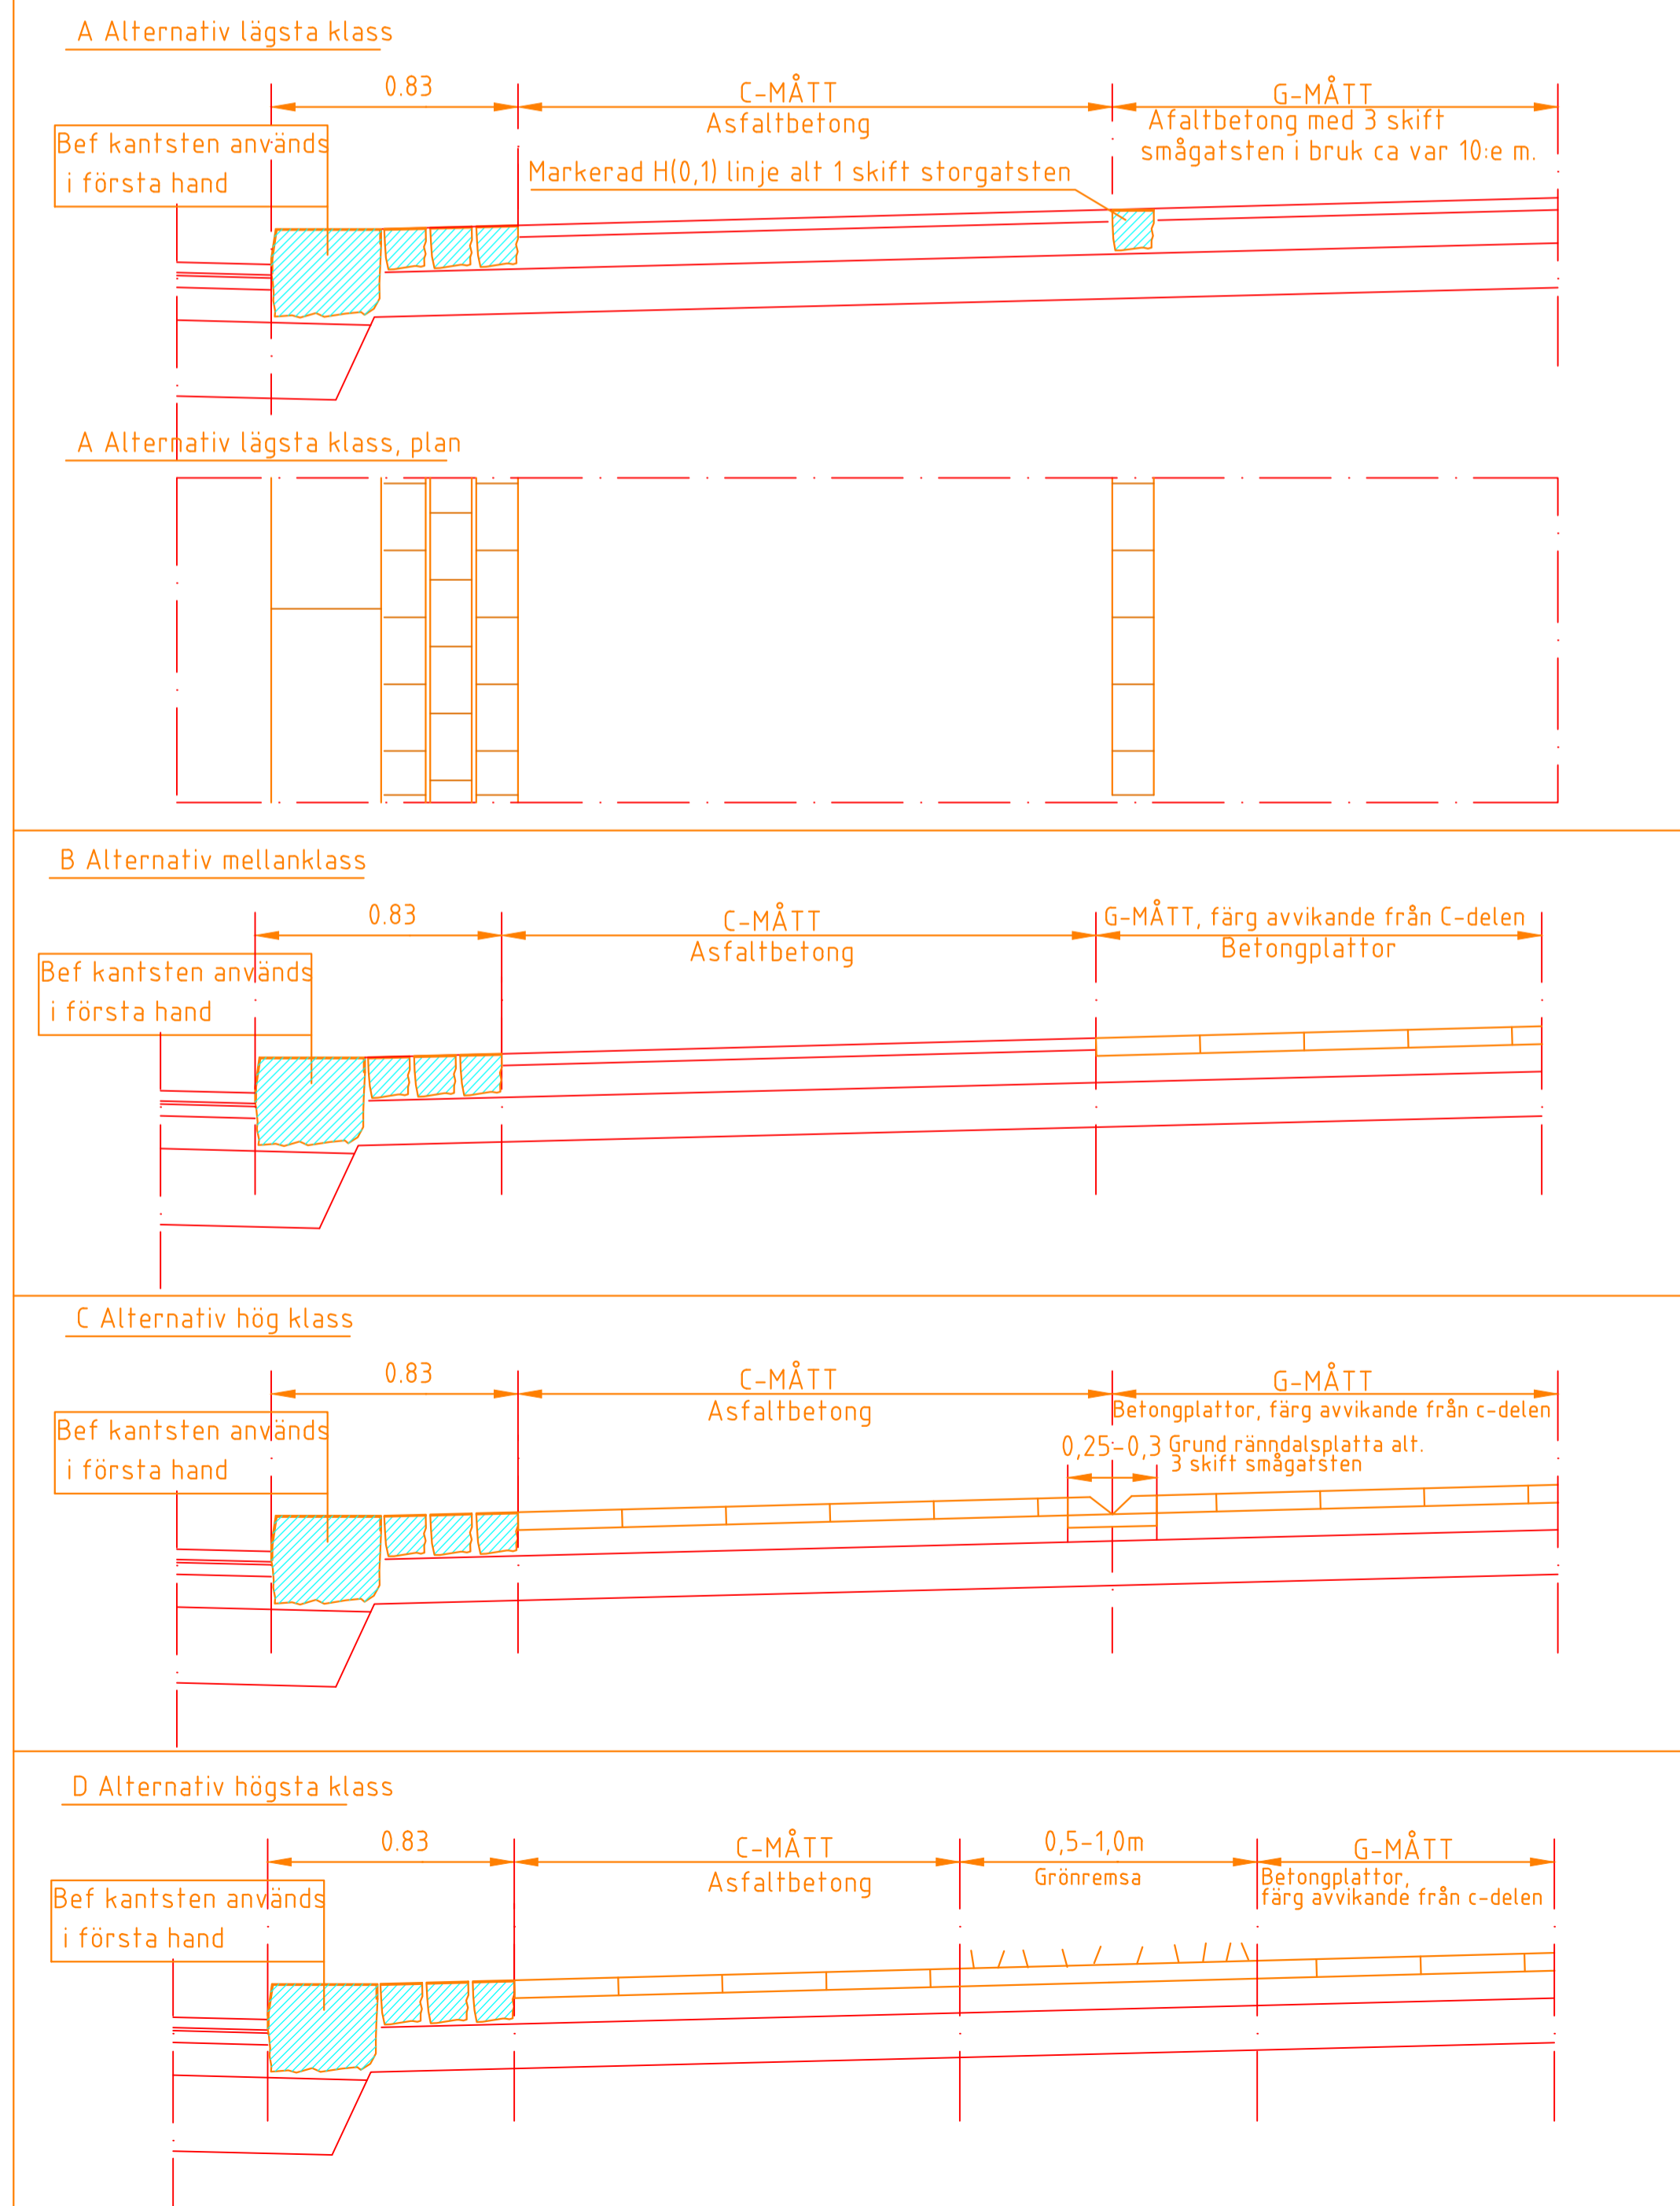 A Alternativ lägsta klass
0.83
C-MÅTT
G-MÅTT
Asfaltbetong
Afaltbetong med 3 skift
smågatsten i bruk ca var 10:e m.
Bef kantsten används
i första hand
Markerad H(0,1) linje alt 1 skift storgatsten
A Alternativ lägsta klass, plan
B Alternativ mellanklass
0.83
C-MÅTT
G-MÅTT, färg avvikande från C-delen
Asfaltbetong
Betongplattor
Bef kantsten används
i första hand
C Alternativ hög klass
0.83
C-MÅTT
G-MÅTT
Asfaltbetong
Betongplattor, färg avvikande från c-delen
Bef kantsten används
i första hand
0,25-0,3
Grund ränndalsplatta alt.
3 skift smågatsten
D Alternativ högsta klass
0.83
C-MÅTT
0,5-1,0m
G-MÅTT
Asfaltbetong
Grönremsa
Betongplattor,
färg avvikande från c-delen
Bef kantsten används
i första hand